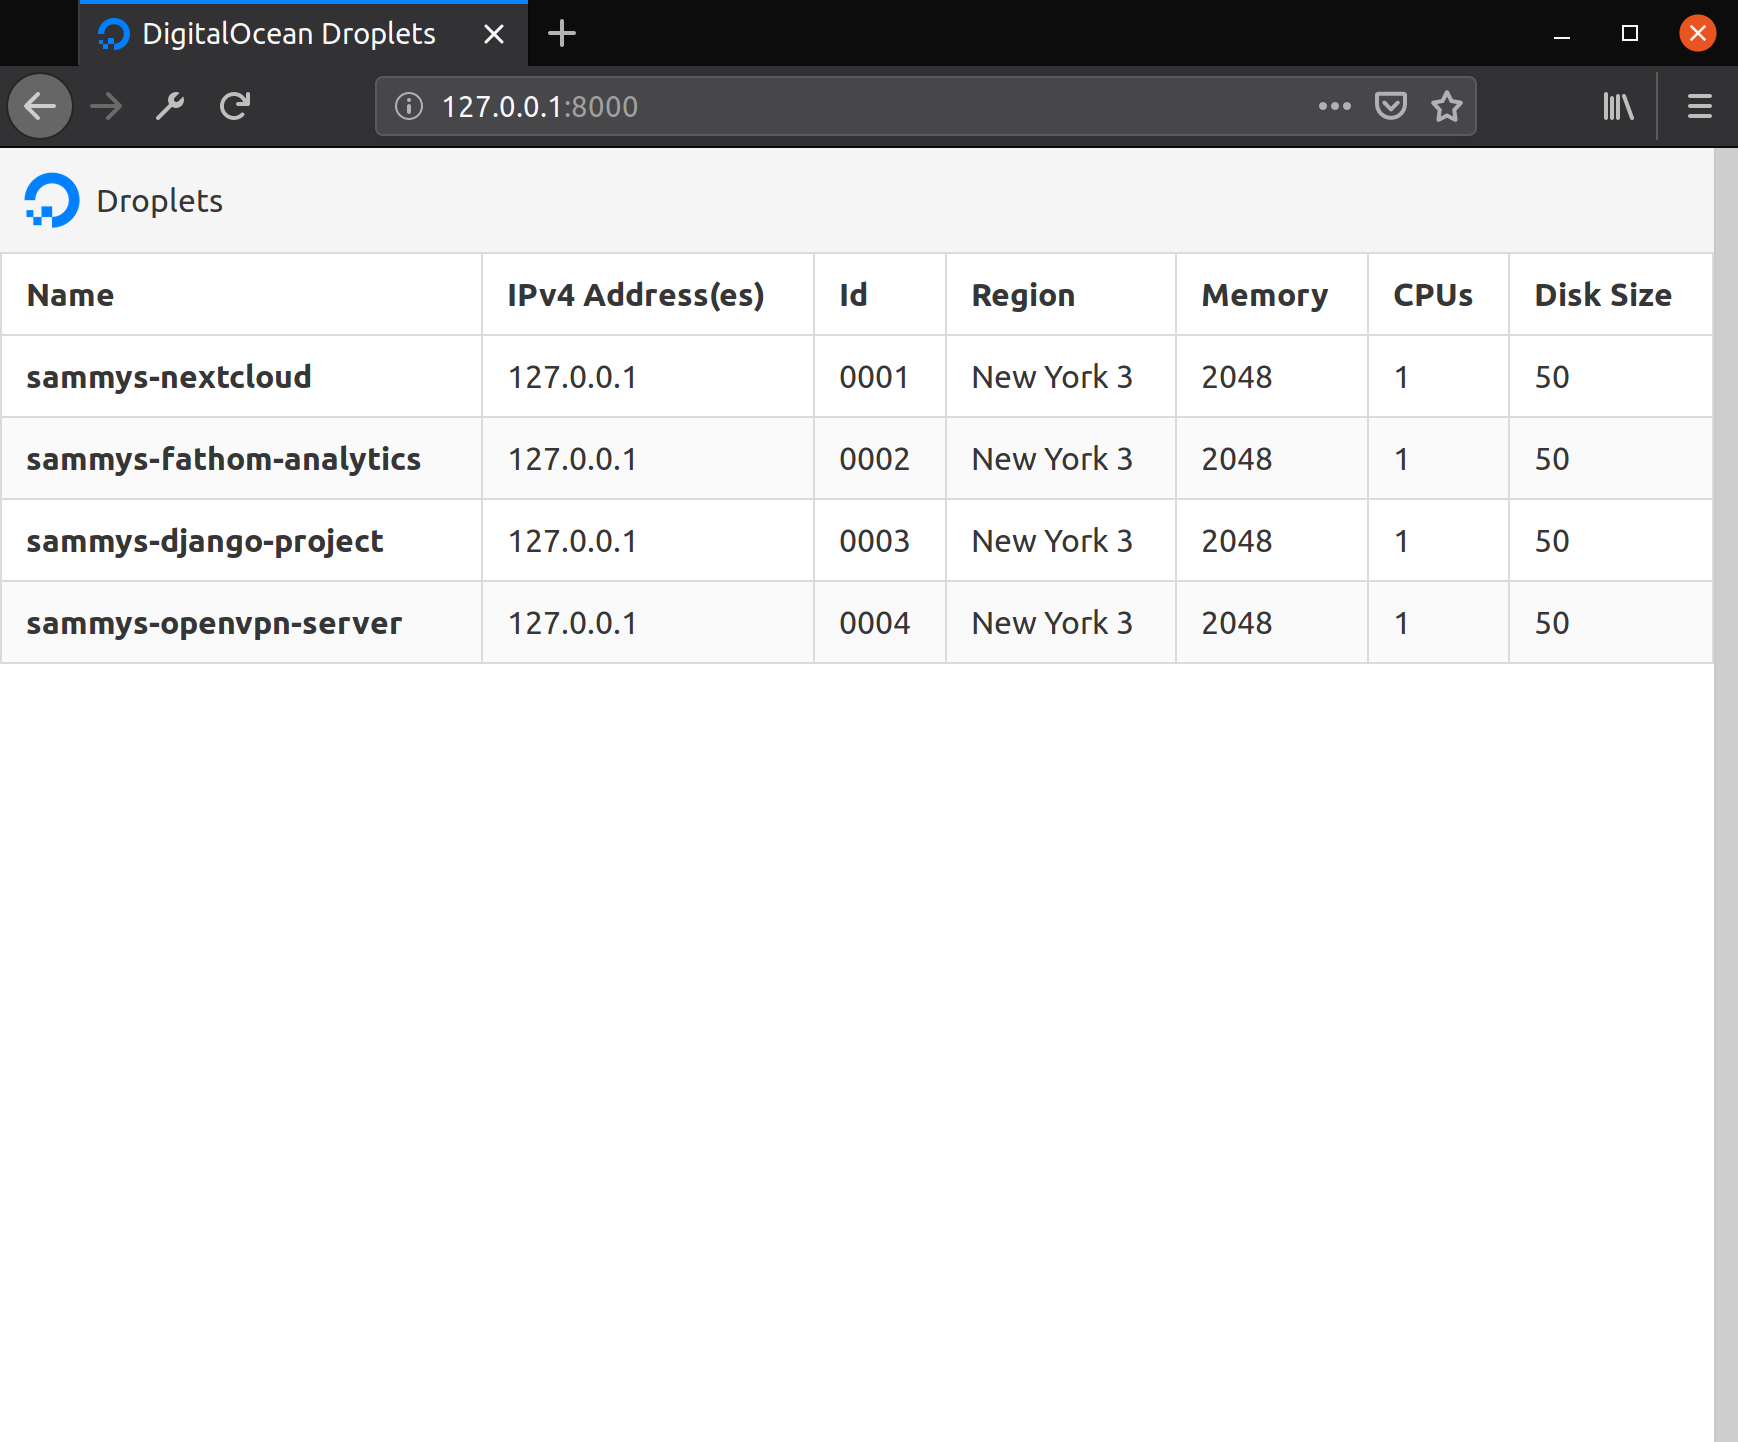 DigitalOcean Droplets
127.0.0.1:8000
Droplets
Name IPv4 Address(es) Id Region Memory CPUs Disk Size
sammys-nextcloud 127.0.0.1 0001 New York 3 2048 1 50
sammys-fathom-analytics 127.0.0.1 0002 New York 3 2048 1 50
sammys-django-project 127.0.0.1 0003 New York 3 2048 1 50
sammys-openvpn-server 127.0.0.1 0004 New York 3 2048 1 50